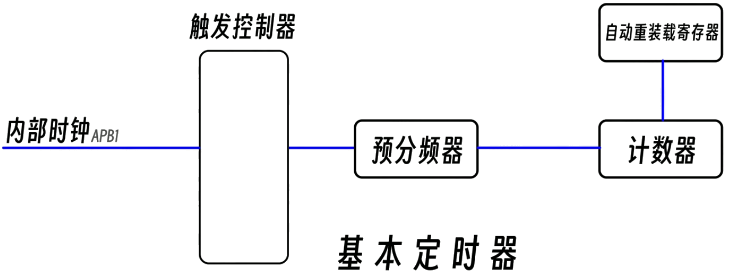 触发控制器
自动重装载寄存器
内部时钟APB1
预分频器
计数器
基本定时器